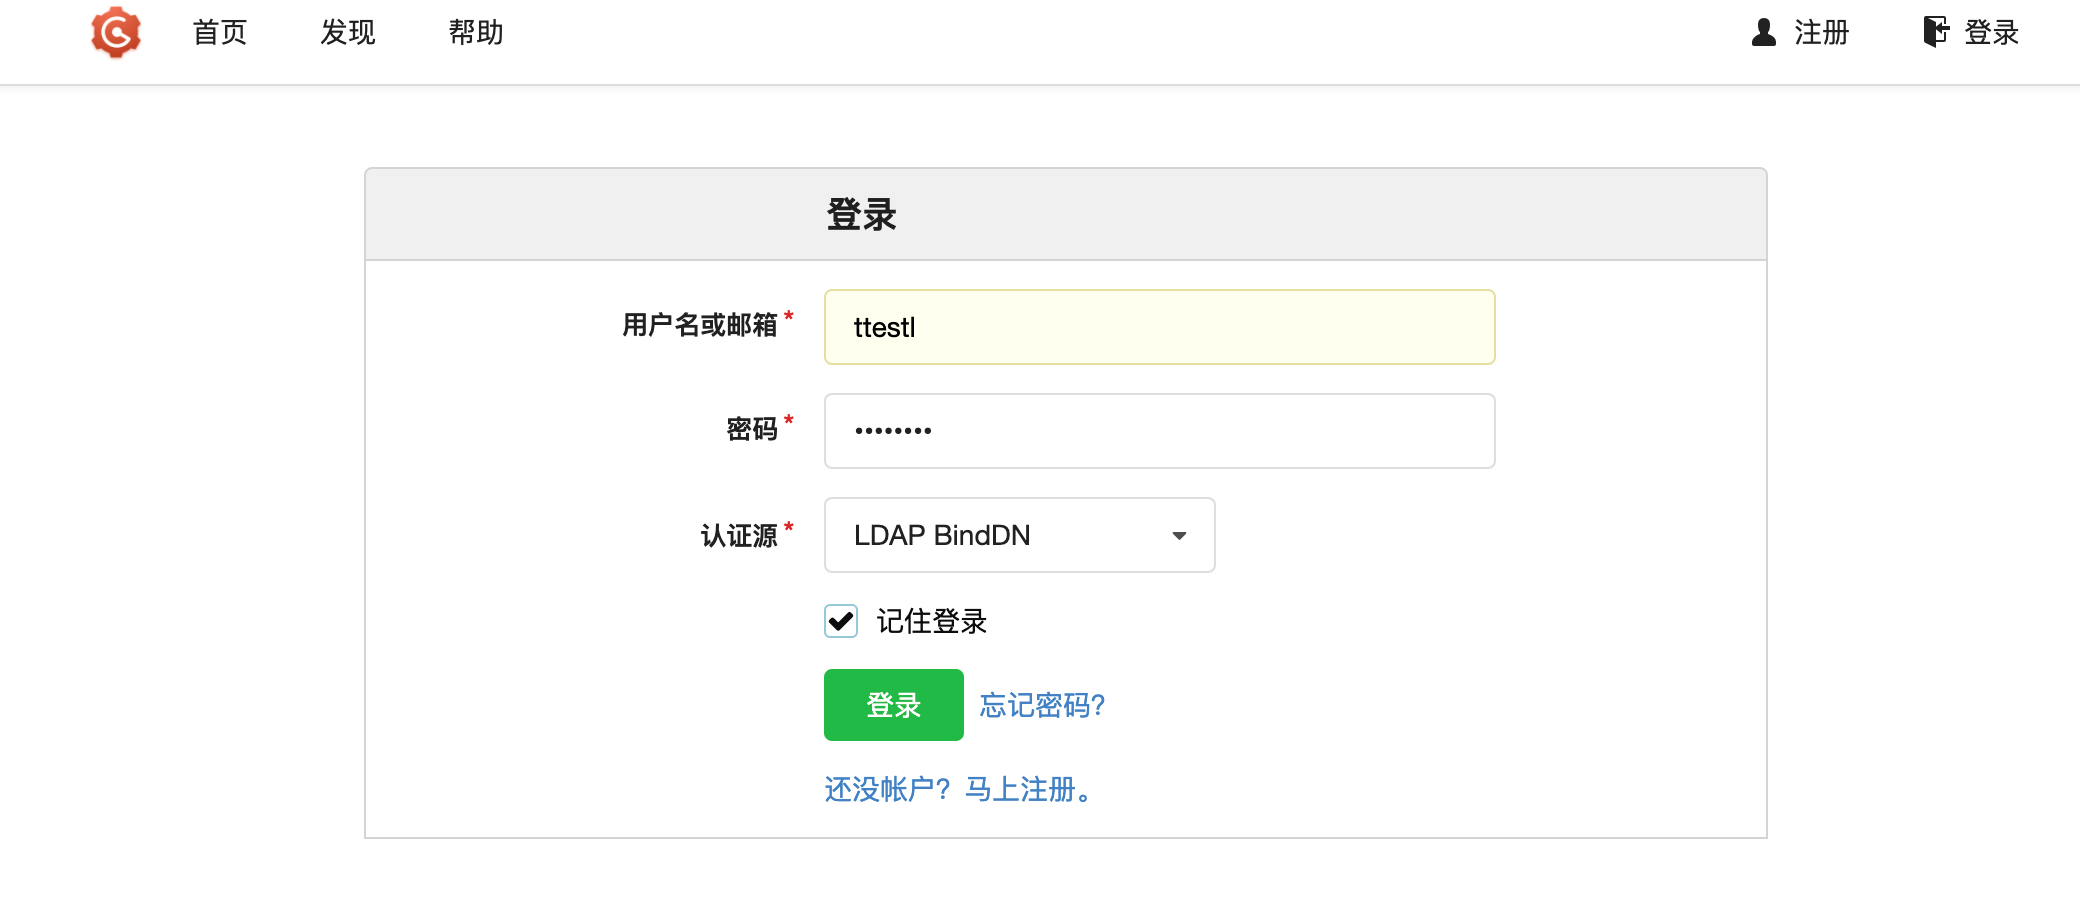 首页 发现 帮助 注册 登录
登录
用户名或邮箱* ttestl
密码* ••••••••
认证源* LDAP BindDN
记住登录
登录 忘记密码?
还没帐户？马上注册。